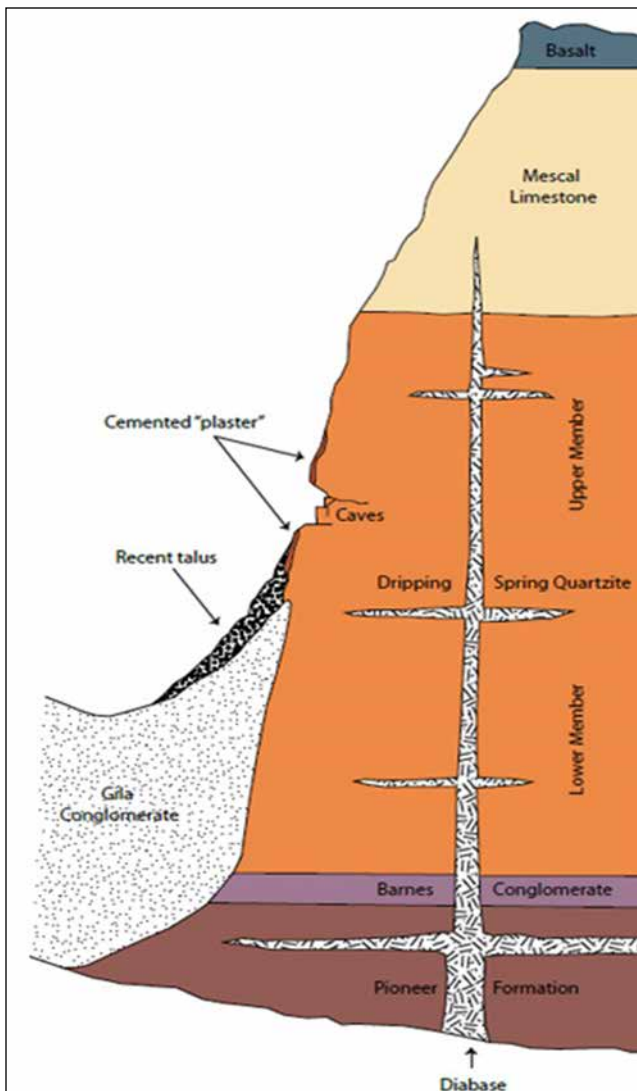 Basalt
Mescal
Limestone
Cemented "plaster"
Upper Member
Caves
Recent talus
Dripping Spring Quartzite
Lower Member
Gila
Conglomerate
Barnes Conglomerate
Pioneer Formation
Diabase